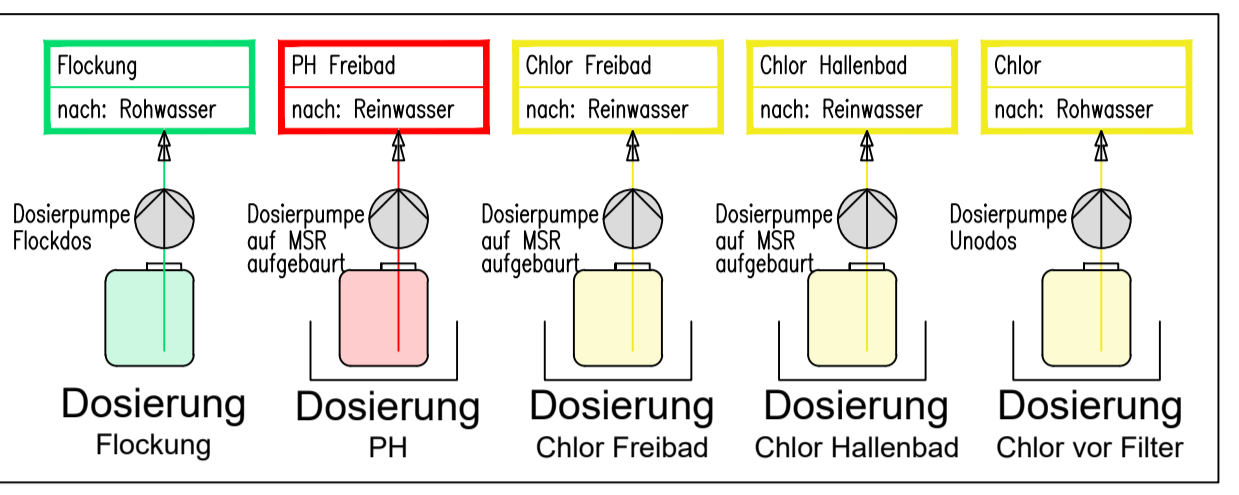 Flockung
nach: Rohwasser
Dosierpumpe
Flockdos
Dosierung
Flockung
PH Freibad
nach: Reinwasser
Dosierpumpe
auf MSR
aufgebaurt
Dosierung
PH
Chlor Freibad
nach: Reinwasser
Dosierpumpe
auf MSR
aufgebaurt
Dosierung
Chlor Freibad
Chlor Hallenbad
nach: Reinwasser
Dosierpumpe
auf MSR
aufgebaurt
Dosierung
Chlor Hallenbad
Chlor
nach: Rohwasser
Dosierpumpe
Unodos
Dosierung
Chlor vor Filter